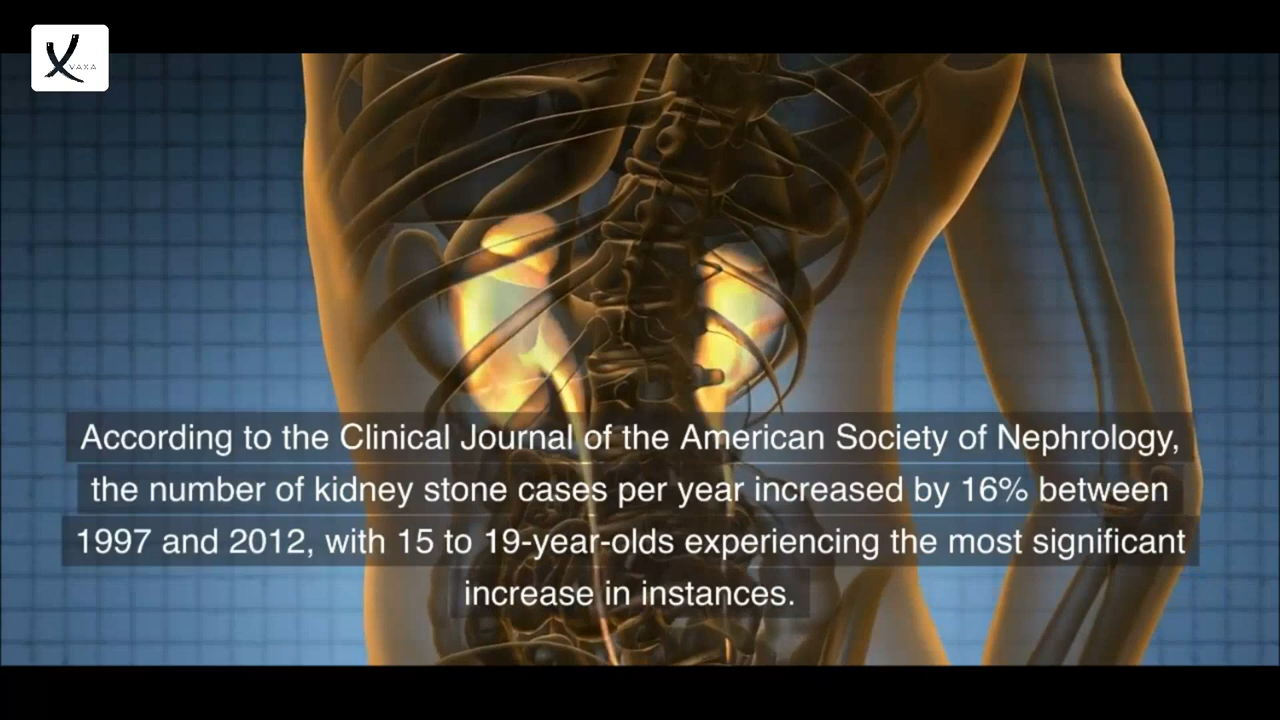 VAXA
According to the Clinical Journal of the American Society of Nephrology,
the number of kidney stone cases per year increased by 16% between
1997 and 2012, with 15 to 19-year-olds experiencing the most significant
increase in instances.